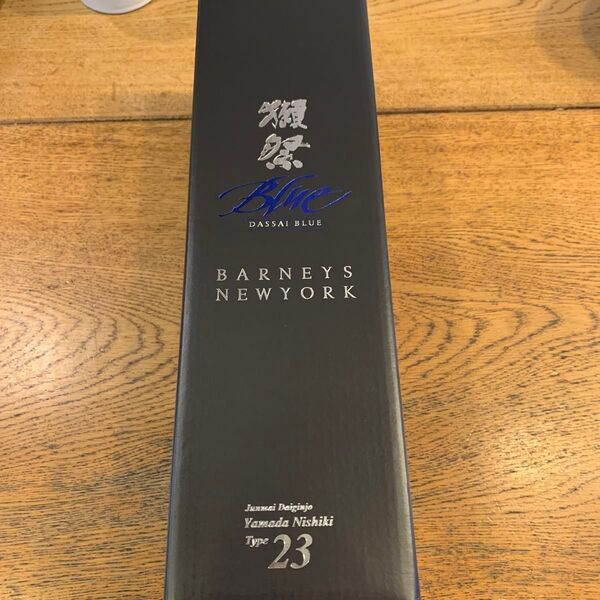 獺
祭
Blue
DASSAI BLUE
BARNEYS
NEWYORK
Junmai Daiginjo
Yamada Nishiki
Type 23